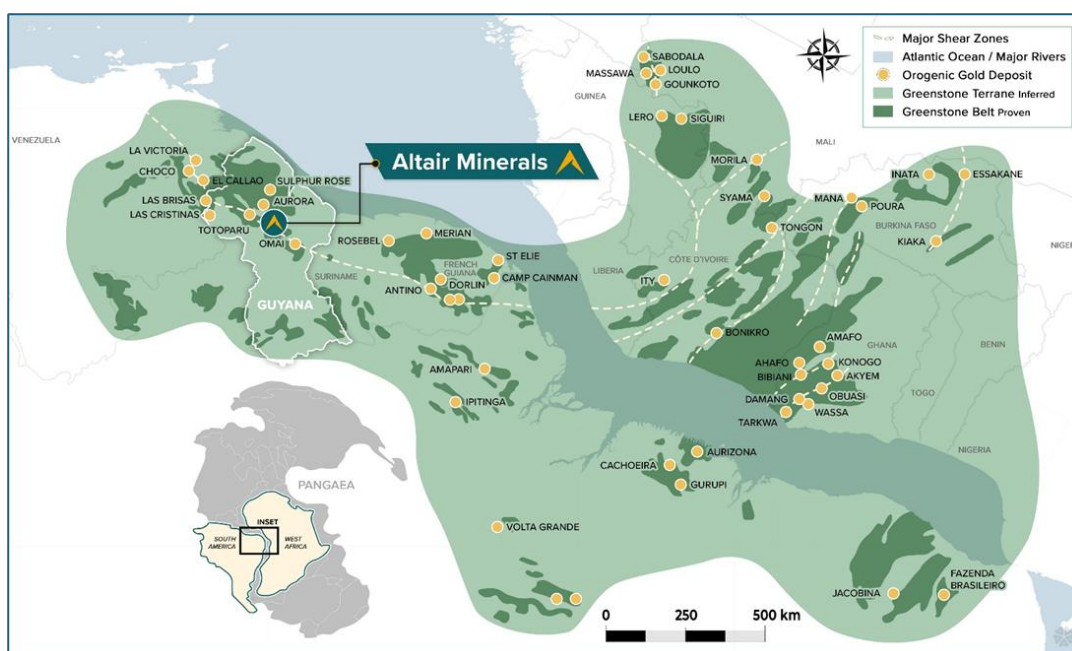 Major Shear Zones
Atlantic Ocean / Major Rivers
Orogenic Gold Deposit
Greenstone Terrane Inferred
Greenstone Belt Proven
SABODALA
MASSAWA
LOULO
GOUNKOTO
GUINEA
LERO
SIGUIRI
MALI
VENEZUELA
LA VICTORIA
CHOCO
EL CALLAO
SULPHUR ROSE
LAS BRISAS
AURORA
LAS CRISTINAS
TOTOPARU
OMAI
Altair Minerals
MORILA
SYAMA
TONGON
MANA
POURA
INATA
ESSAKANE
BURKINA FASO
KIAKA
NIGER
ROSEBEL
MERIAN
FRENCH
GUIANA
ST ELIE
CAMP CAINMAN
DORLIN
ANTINO
SURINAME
GUYANA
LIBERIA
CÔTE D'IVOIRE
ITY
BONIKRO
AMAFO
GHANA
BENIN
AHAFO
KONOGO
BIBIANI
AKYEM
OBUASI
DAMANG
WASSA
TARKWA
TOGO
NIGERIA
AMAPARI
IPITINGA
AURIZONA
CACHOEIRA
GURUPI
VOLTA GRANDE
JACOBINA
FAZENDA
BRASILEIRO
PANGAEA
INSET
SOUTH
AMERICA
WEST
AFRICA
0 250 500 km